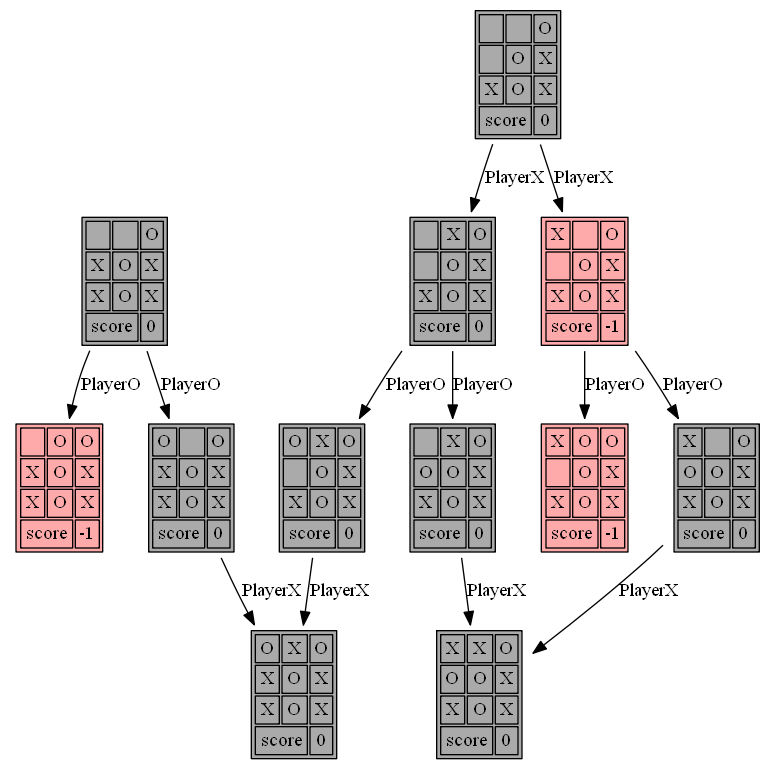 O
O X
X O X
score 0
PlayerX PlayerX
O X O X O
X O X O X O X
X O X X O X X O X
score 0 score 0 score -1
PlayerO PlayerO PlayerO PlayerO PlayerO PlayerO
O O O O O X O X O X O O X O
X O X X O X O X O O X O X O O X
X O X X O X X O X X O X X O X X O X
score -1 score 0 score 0 score 0 score -1 score 0
PlayerX PlayerX PlayerX PlayerX
O X O X X O
X O X O O X
X O X X O X
score 0 score 0